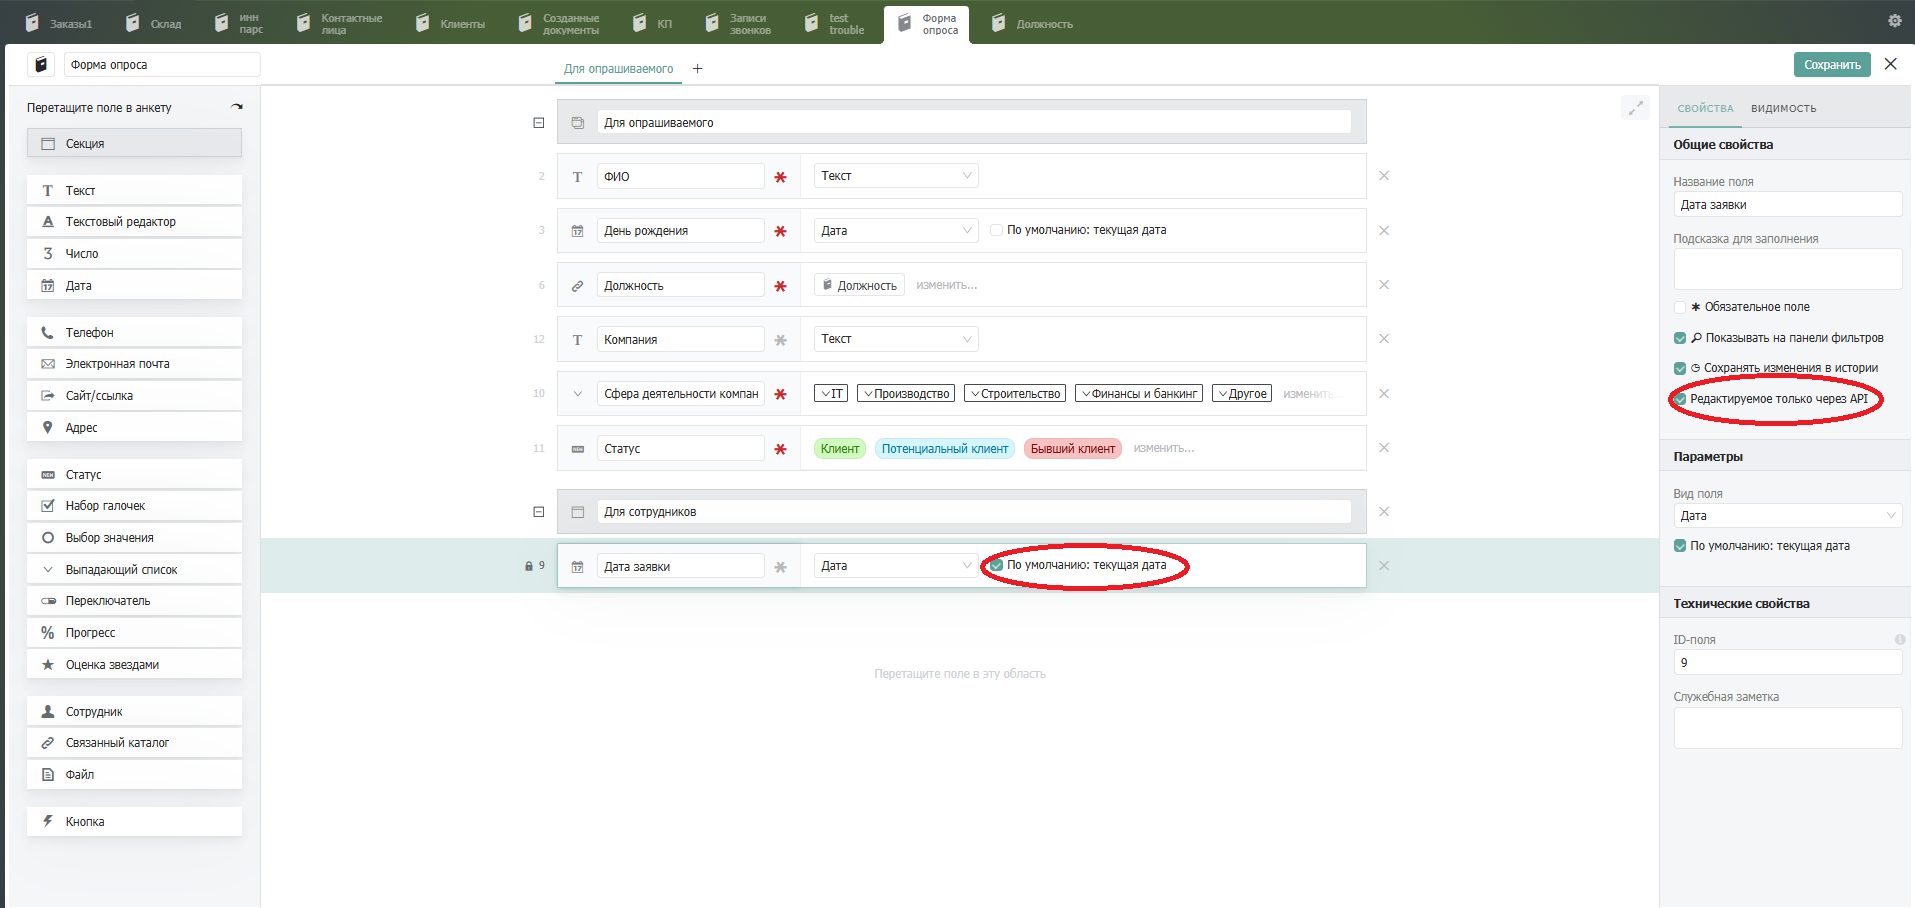 Заказы1
Склад
инн
парс
Контактные
лица
Клиенты
Созданные
документы
КП
Записи
звонков
test
trouble
Форма
опроса
Должность
Форма опроса
Для опрашиваемого
+
Сохранить
Перетащите поле в анкету
Секция
Текст
Текстовый редактор
Число
Дата
Телефон
Электронная почта
Сайт/ссылка
Адрес
Статус
Набор галочек
Выбор значения
Выпадающий список
Переключатель
Прогресс
Оценка звездами
Сотрудник
Связанный каталог
Файл
Кнопка
Для опрашиваемого
2 ФИО Текст
3 День рождения Дата По умолчанию: текущая дата
6 Должность Должность изменить...
12 Компания Текст
10 Сфера деятельности компан IT Производство Строительство Финансы и банкинг Другое изменить...
11 Статус Клиент Потенциальный клиент Бывший клиент изменить...
Для сотрудников
9 Дата заявки Дата По умолчанию: текущая дата
Перетащите поле в эту область
СВОЙСТВА ВИДИМОСТЬ
Общие свойства
Название поля
Дата заявки
Подсказка для заполнения
Обязательное поле
Показывать на панели фильтров
Сохранять изменения в истории
Редактируемое только через API
Параметры
Вид поля
Дата
По умолчанию: текущая дата
Технические свойства
ID-поля
9
Служебная заметка